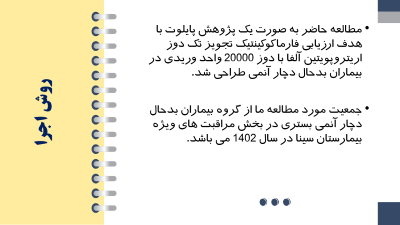 روش اجرا
• مطالعه حاضر به صورت یک پژوهش پایلوت با
هدف ارزیابی فارماکوکینتیک تجویز تک دوز
اریتروپویتین آلفا با دوز 20000 واحد وریدی در
بیماران بدحال دچار آنمی طراحی شد.
• جمعیت مورد مطالعه ما از گروه بیماران بدحال
دچار آنمی بستری در بخش مراقبت های ویژه
بیمارستان سینا در سال 1402 می باشد.